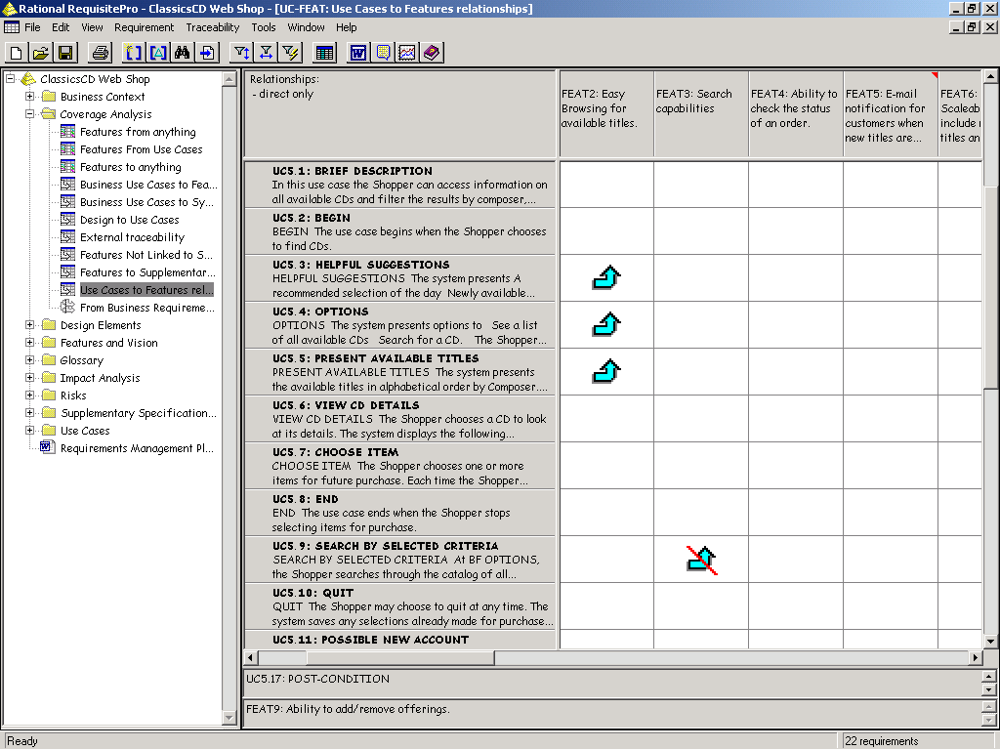 Rational RequisitePro - ClassicsCD Web Shop - [UC-FEAT: Use Cases to Features relationships]
File Edit View Requirement Traceability Tools Window Help
ClassicsCD Web Shop
Business Context
Coverage Analysis
Features from anything
Features From Use Cases
Features to anything
Business Use Cases to Fea...
Business Use Cases to Sy...
Design to Use Cases
External traceability
Features Not Linked to S...
Features to Supplementar...
Use Cases to Features rel...
From Business Requireme...
Design Elements
Features and Vision
Glossary
Impact Analysis
Risks
Supplementary Specification...
Use Cases
Requirements Management Pl...
Relationships:
- direct only
FEAT2: Easy
Browsing for
available titles.
FEAT3: Search
capabilities
FEAT4: Ability to
check the status
of an order.
FEAT5: E-mail
notification for
customers when
new titles are...
FEAT6:
Scaleab
include
titles an
UC5.1: BRIEF DESCRIPTION
In this use case the Shopper can access information on
all available CDs and filter the results by composer,...
UC5.2: BEGIN
BEGIN The use case begins when the Shopper chooses
to find CDs.
UC5.3: HELPFUL SUGGESTIONS
HELPFUL SUGGESTIONS The system presents A
recommended selection of the day Newly available...
UC5.4: OPTIONS
OPTIONS The system presents options to See a list
of all available CDs Search for a CD. The Shopper...
UC5.5: PRESENT AVAILABLE TITLES
PRESENT AVAILABLE TITLES The system presents
the available titles in alphabetical order by Composer....
UC5.6: VIEW CD DETAILS
VIEW CD DETAILS The Shopper chooses a CD to look
at its details. The system displays the following...
UC5.7: CHOOSE ITEM
CHOOSE ITEM The Shopper chooses one or more
items for future purchase. Each time the Shopper...
UC5.8: END
END The use case ends when the Shopper stops
selecting items for purchase.
UC5.9: SEARCH BY SELECTED CRITERIA
SEARCH BY SELECTED CRITERIA At BF OPTIONS,
the Shopper searches through the catalog of all...
UC5.10: QUIT
QUIT The Shopper may choose to quit at any time. The
system saves any selections already made for purchase...
UC5.11: POSSIBLE NEW ACCOUNT
UC5.17: POST-CONDITION
FEAT9: Ability to add/remove offerings.
Ready
22 requirements